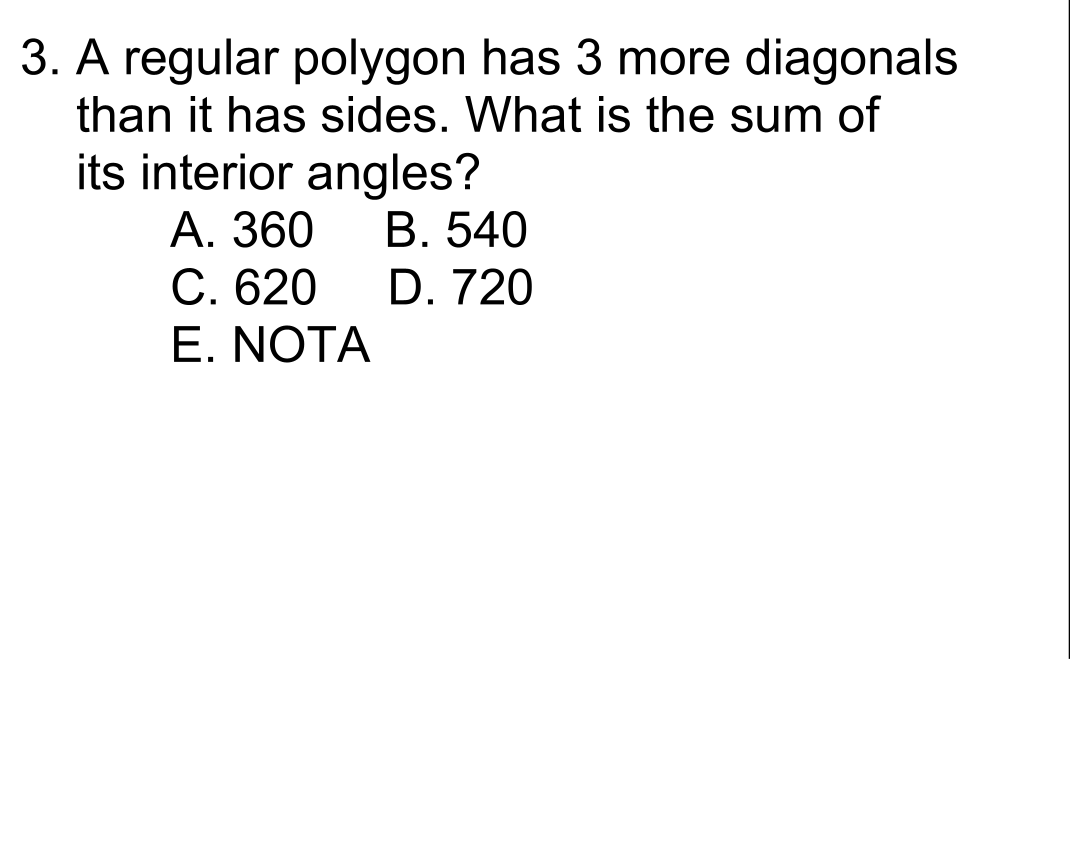 3. A regular polygon has 3 more diagonals
than it has sides. What is the sum of
its interior angles?
A. 360 B. 540
C. 620 D. 720
E. NOTA